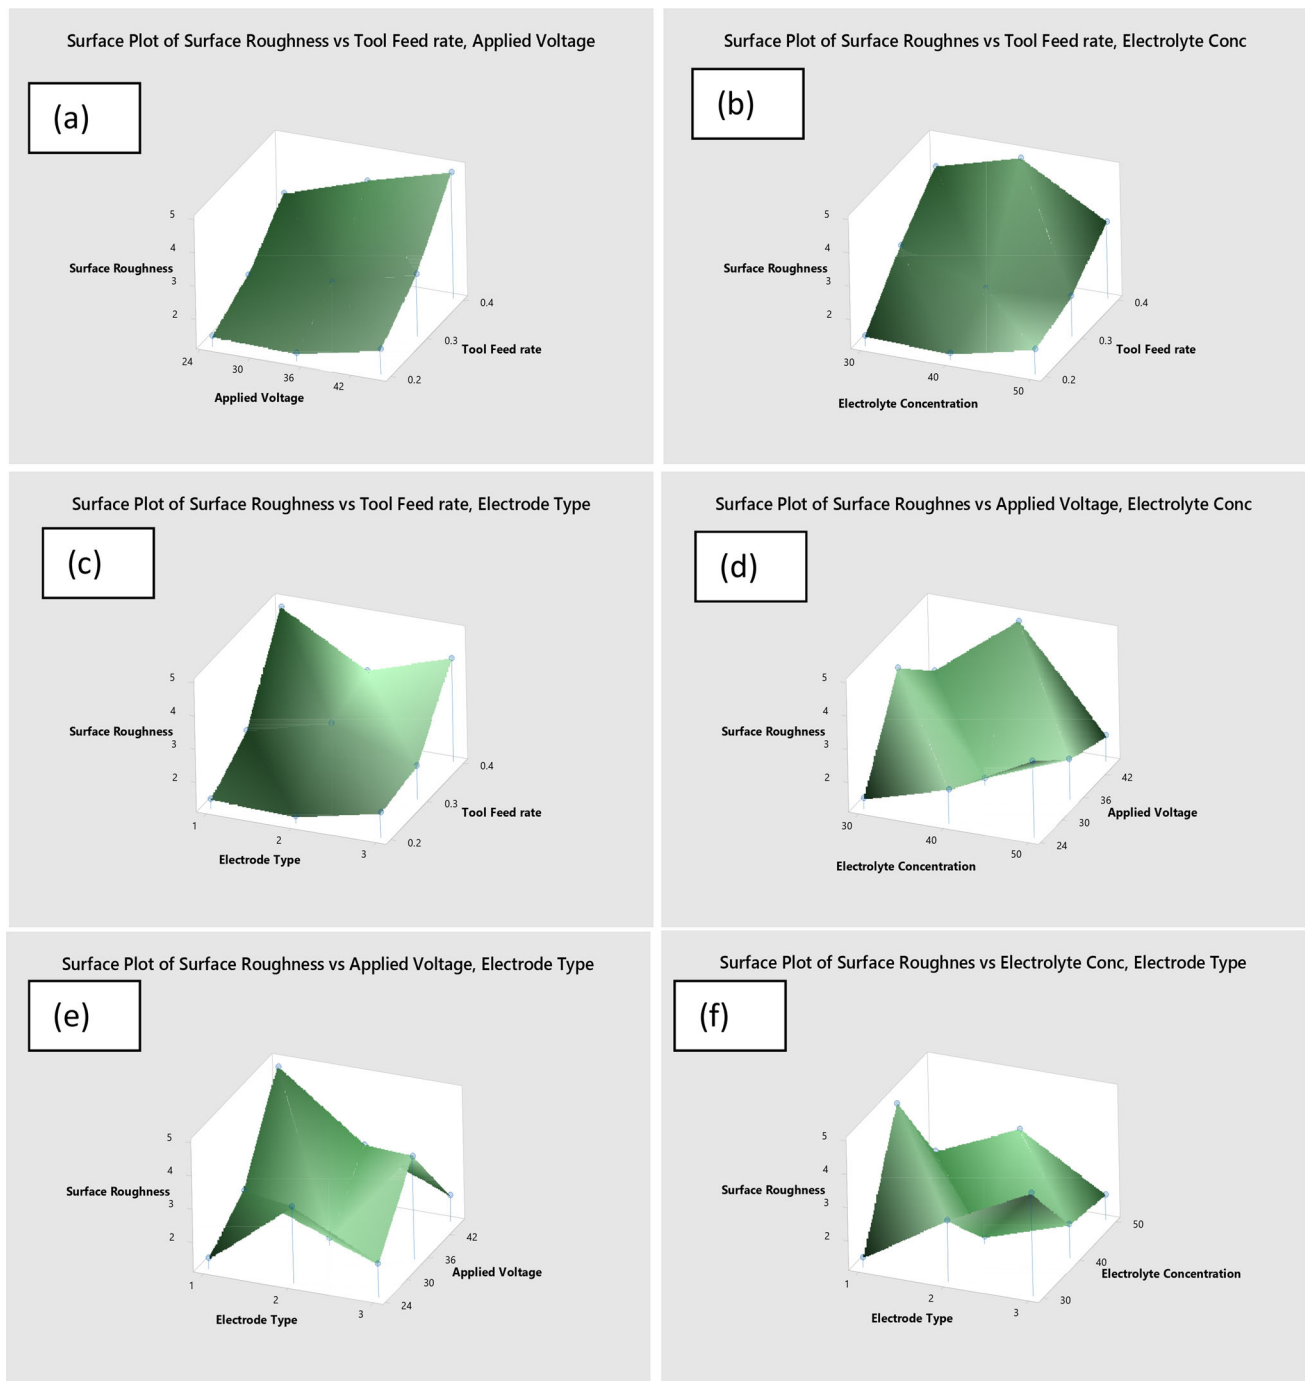 Surface Plot of Surface Roughness vs Tool Feed rate, Applied Voltage
(a)
5
4
Surface Roughness
3
2
24
30
36
42
Applied Voltage
0.2
0.3
0.4
Tool Feed rate
Surface Plot of Surface Roughnes vs Tool Feed rate, Electrolyte Conc
(b)
5
4
Surface Roughness
3
2
30
40
50
Electrolyte Concentration
0.2
0.3
0.4
Tool Feed rate
Surface Plot of Surface Roughness vs Tool Feed rate, Electrode Type
(c)
5
4
Surface Roughness
3
2
1
2
3
Electrode Type
0.2
0.3
0.4
Tool Feed rate
Surface Plot of Surface Roughnes vs Applied Voltage, Electrolyte Conc
(d)
5
4
Surface Roughness
3
2
30
40
50
Electrolyte Concentration
24
30
36
42
Applied Voltage
Surface Plot of Surface Roughness vs Applied Voltage, Electrode Type
(e)
5
4
Surface Roughness
3
2
1
2
3
Electrode Type
24
30
36
42
Applied Voltage
Surface Plot of Surface Roughnes vs Electrolyte Conc, Electrode Type
(f)
5
4
Surface Roughness
3
2
1
2
3
Electrode Type
30
40
50
Electrolyte Concentration